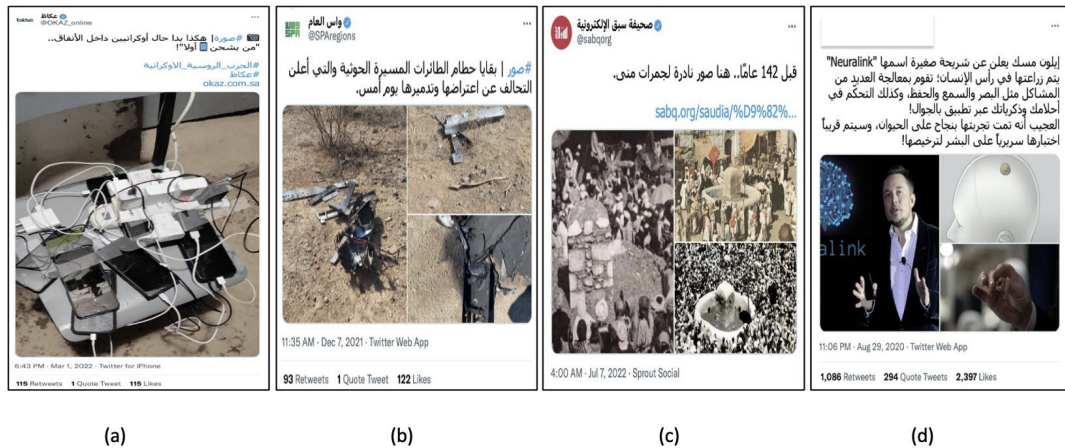 عكاظ
@OKAZ_online
#صورة| هكذا بدا حال أوكرانيين داخل الأنفاق..
"من يشحن أولا"!
#الحرب_الروسية_الاوكرانية
#عكاظ
okaz.com.sa
6:43 PM · Mar 1, 2022 · Twitter for iPhone
115 Retweets 1 Quote Tweet 115 Likes
(a)
واس العام
@SPAregions
#صور | بقايا حطام الطائرات المسيرة الحوثية والتي أعلن
التحالف عن اعتراضها وتدميرها يوم أمس.
11:35 AM · Dec 7, 2021 · Twitter Web App
93 Retweets 1 Quote Tweet 122 Likes
(b)
صحيفة سبق الإلكترونية
@sabqorg
قبل 142 عامًا.. هنا صور نادرة لجمرات منى.
sabq.org/saudia/%D9%82%...
4:00 AM · Jul 7, 2022 · Sprout Social
(c)
إيلون مسك يعلن عن شريحة صغيرة اسمها "Neuralink"
يتم زراعتها في رأس الإنسان؛ تقوم بمعالجة العديد من
المشاكل مثل البصر والسمع والحفظ، وكذلك التحكم في
أحلامك وذكرياتك عبر تطبيق بالجوال!
العجيب أنه تمت تجربتها بنجاح على الحيوان، وسيتم قريباً
اختبارها سريرياً على البشر لترخيصها!
alink
11:06 PM · Aug 29, 2020 · Twitter Web App
1,086 Retweets 294 Quote Tweets 2,397 Likes
(d)